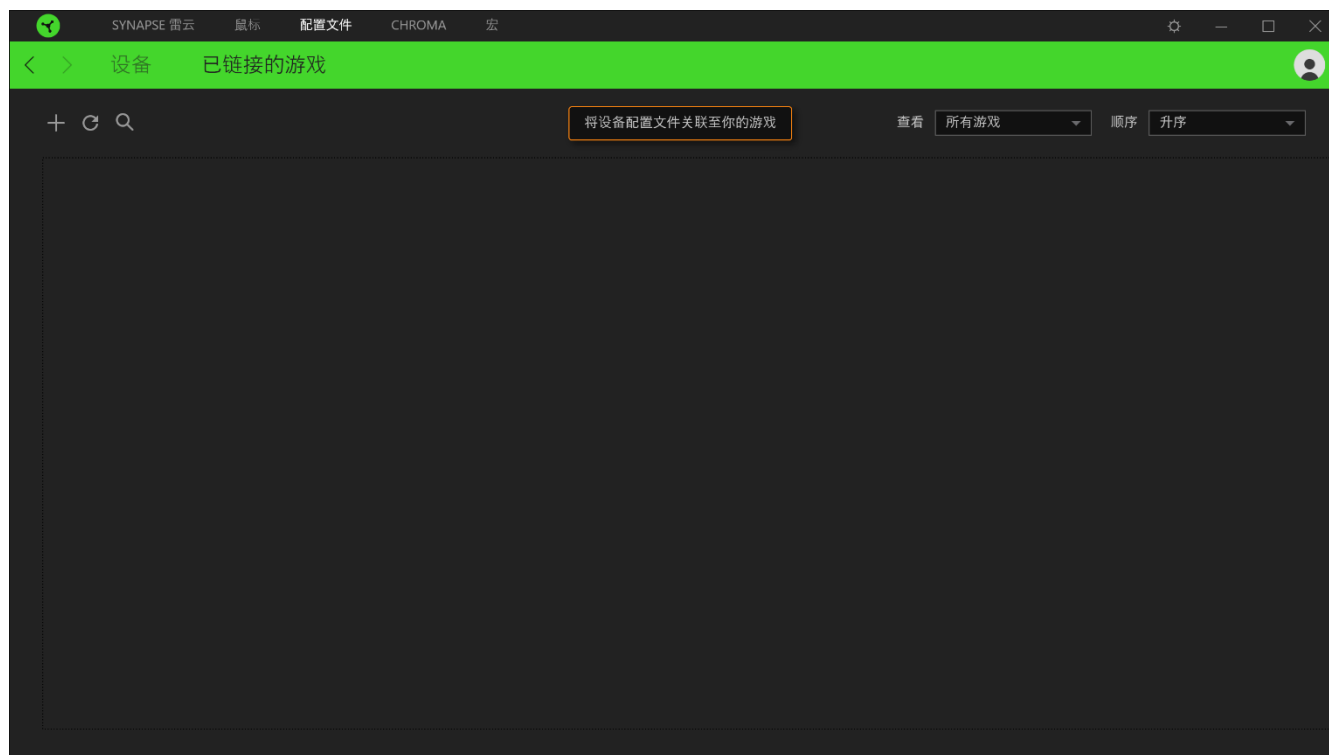 SYNAPSE 雷云 鼠标 配置文件 CHROMA 宏
设备 已链接的游戏
将设备配置文件关联至你的游戏 查看 所有游戏 顺序 升序